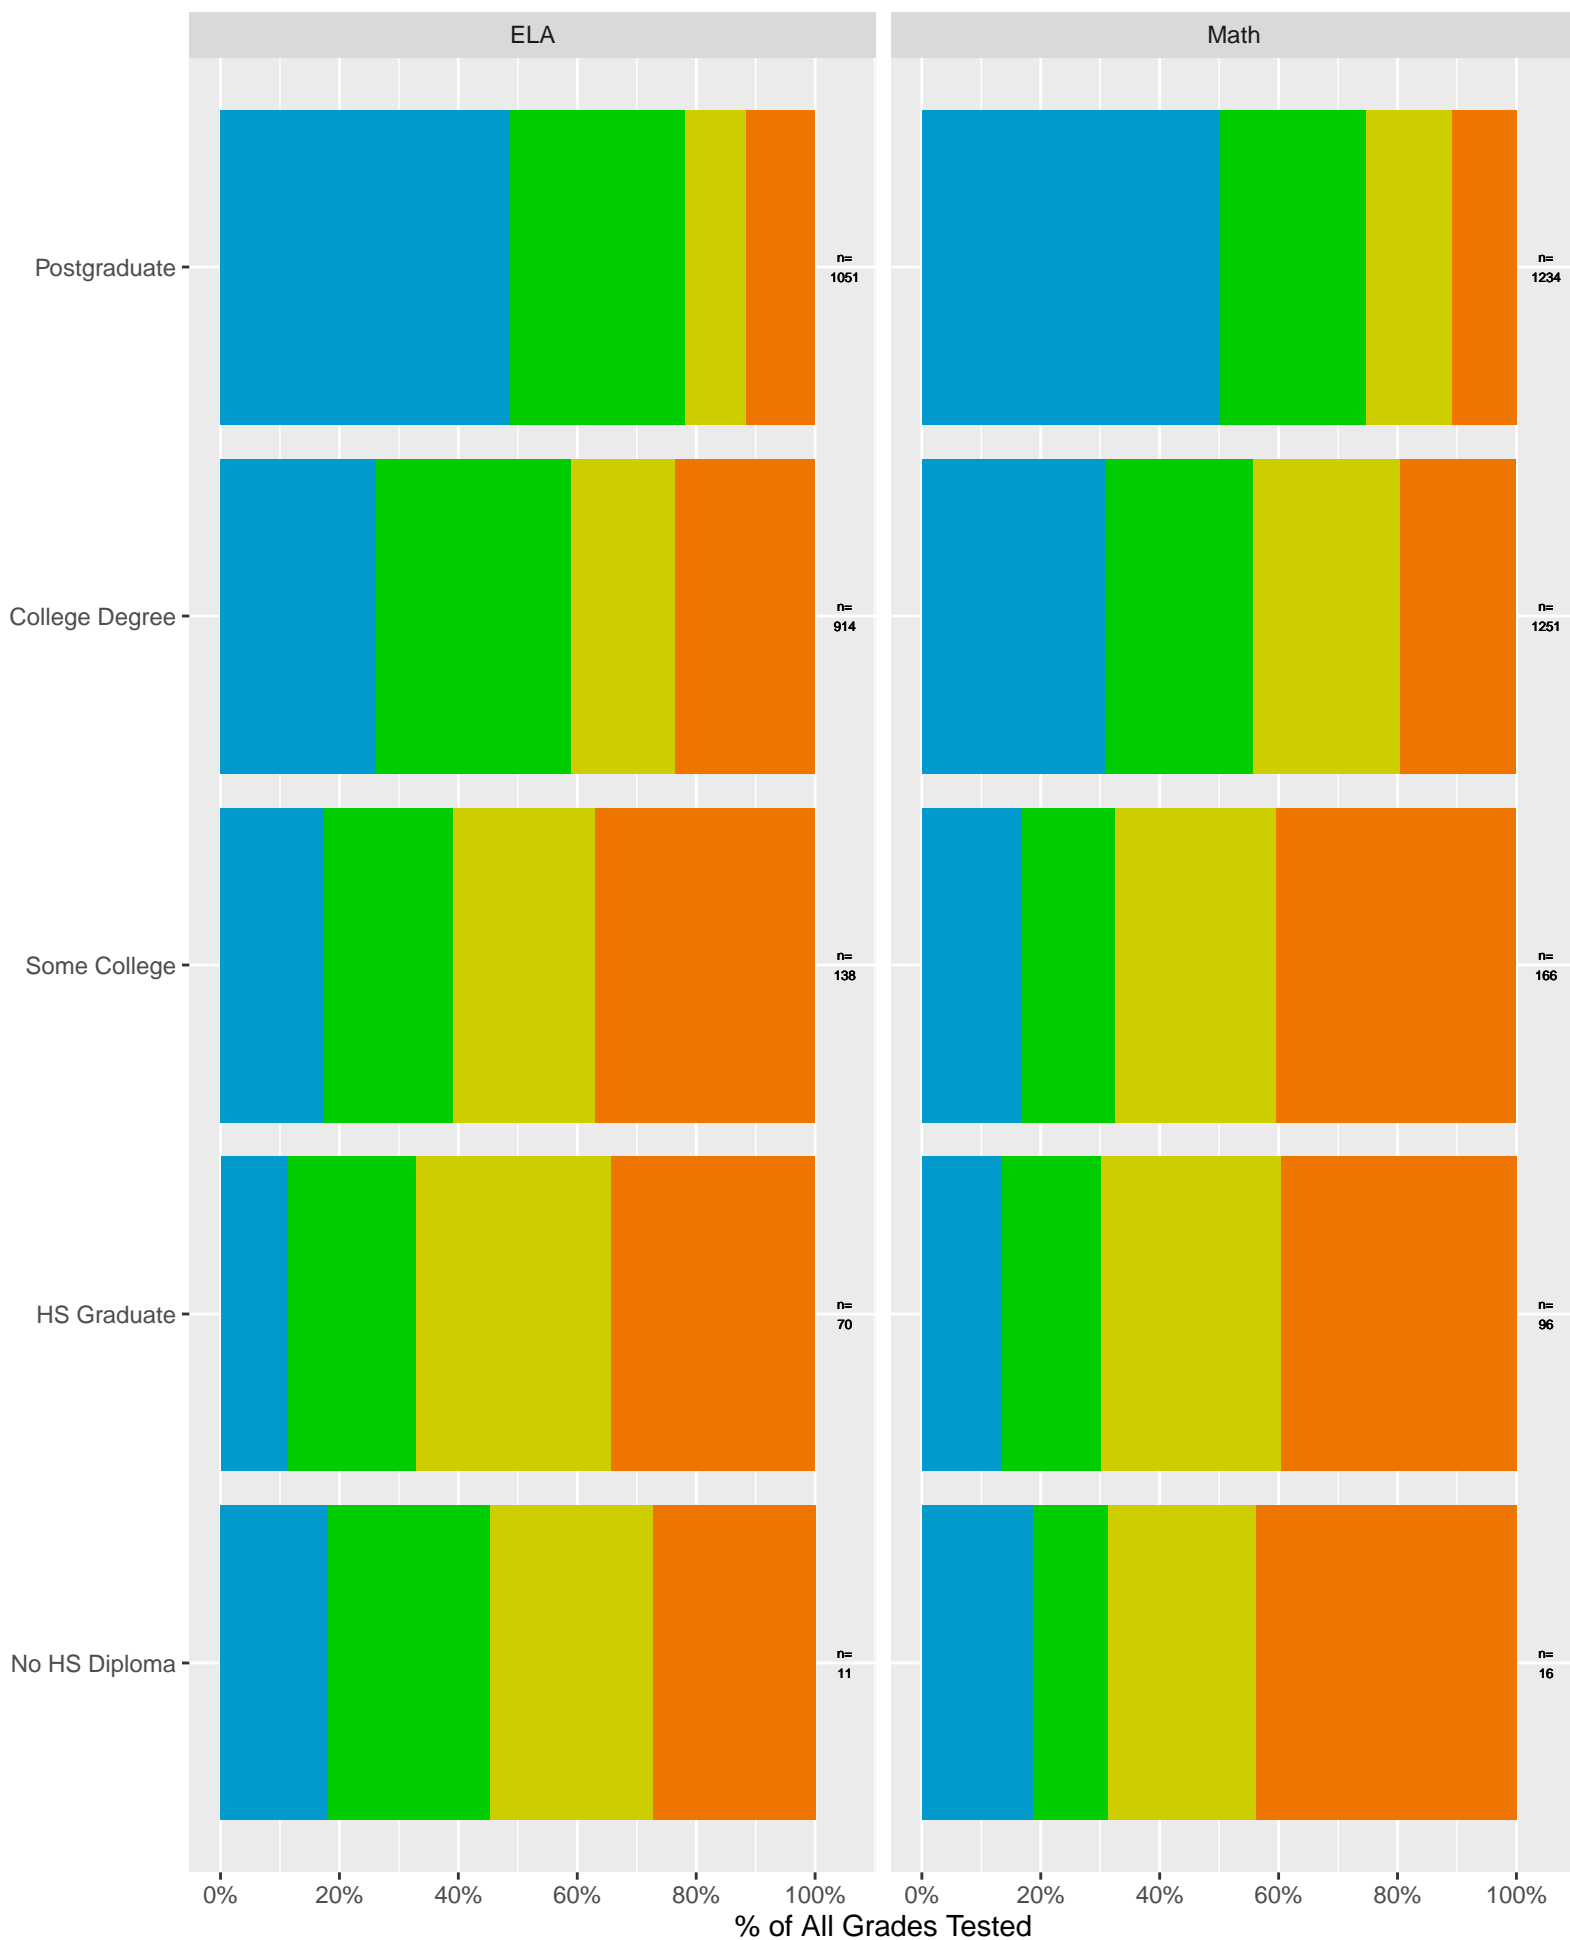 ELA
Math
Postgraduate
n=
1051
n=
1234
College Degree
n=
914
n=
1251
Some College
n=
138
n=
166
HS Graduate
n=
70
n=
96
No HS Diploma
n=
11
n=
16
0% 20% 40% 60% 80% 100%
0% 20% 40% 60% 80% 100%
% of All Grades Tested